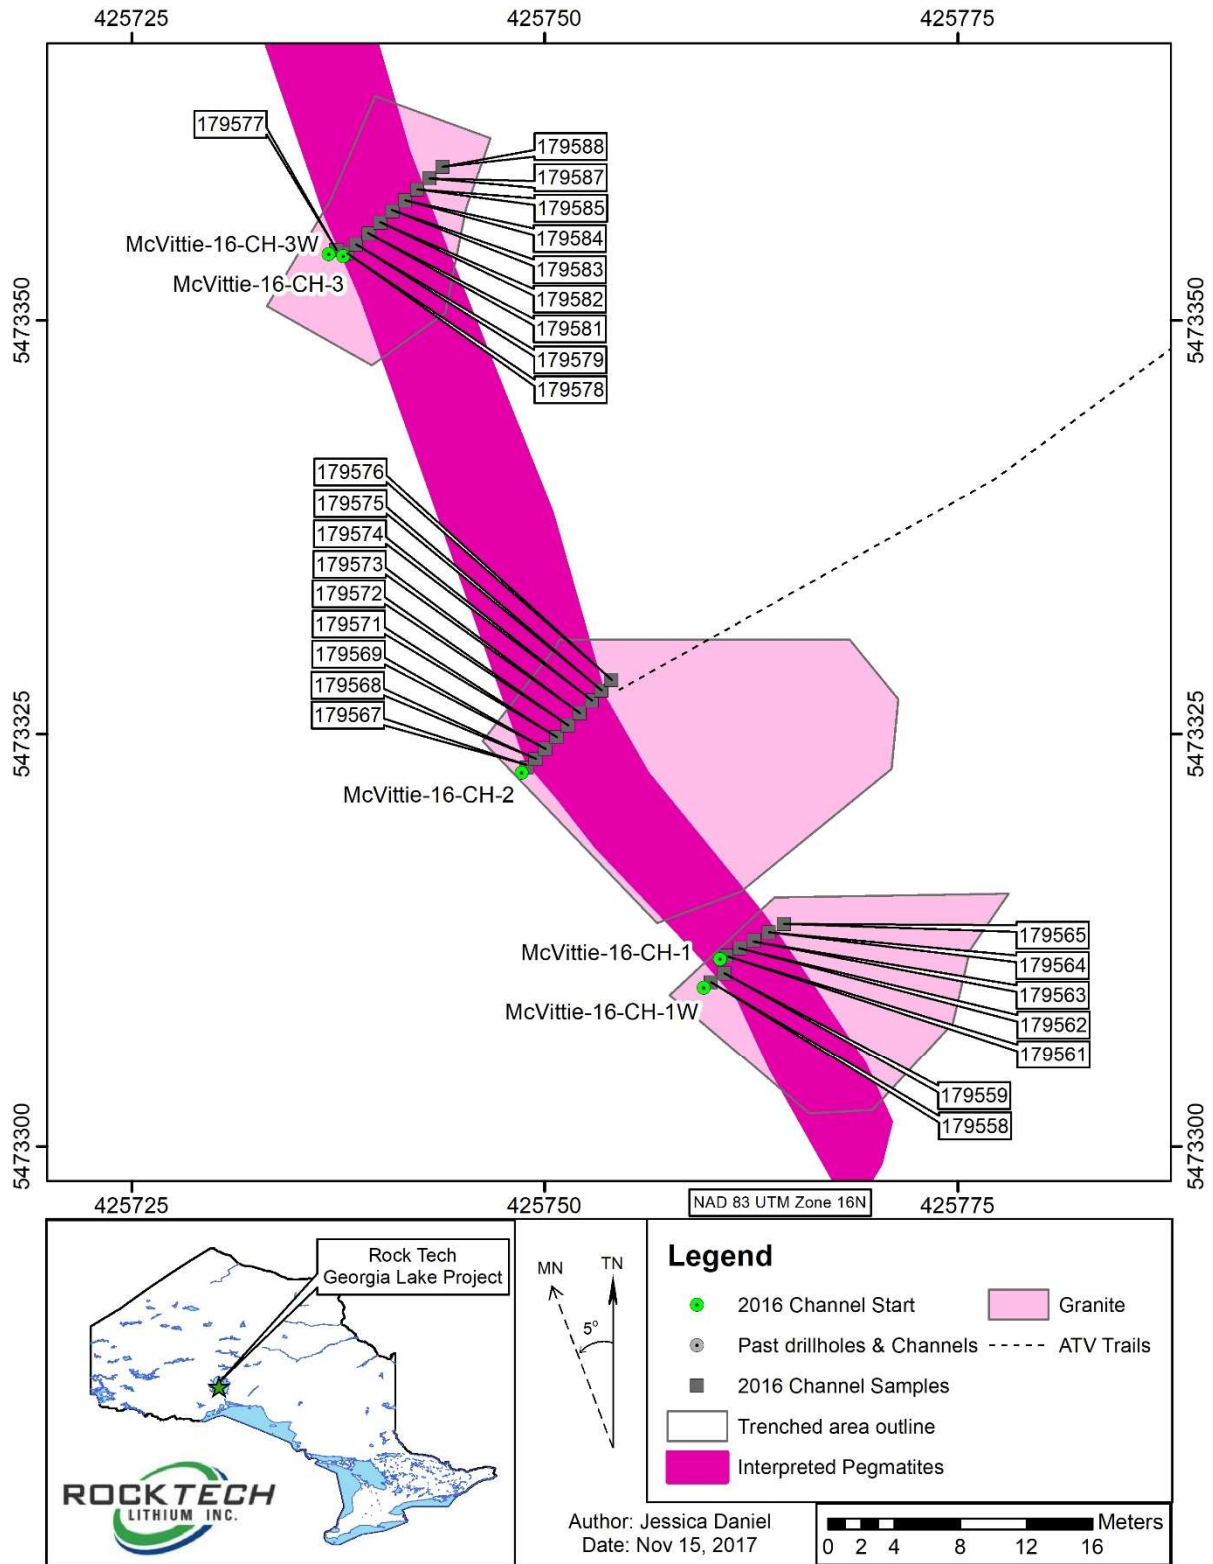 425725 425750 425775
179577
179588
179587
179585
179584
179583
179582
179581
179579
179578
McVittie-16-CH-3W
McVittie-16-CH-3
5473350 5473350
179576
179575
179574
179573
179572
179571
179569
179568
179567
5473325 5473325
McVittie-16-CH-2
McVittie-16-CH-1
McVittie-16-CH-1W
179565
179564
179563
179562
179561
179559
179558
5473300 5473300
425725 425750 425775
NAD 83 UTM Zone 16N
Rock Tech
Georgia Lake Project
ROCKTECH
LITHIUM INC.
MN TN
5°
Legend
2016 Channel Start
Past drillholes & Channels
2016 Channel Samples
Trenched area outline
Interpreted Pegmatites
Granite
ATV Trails
Author: Jessica Daniel
Date: Nov 15, 2017
Meters
0 2 4 8 12 16